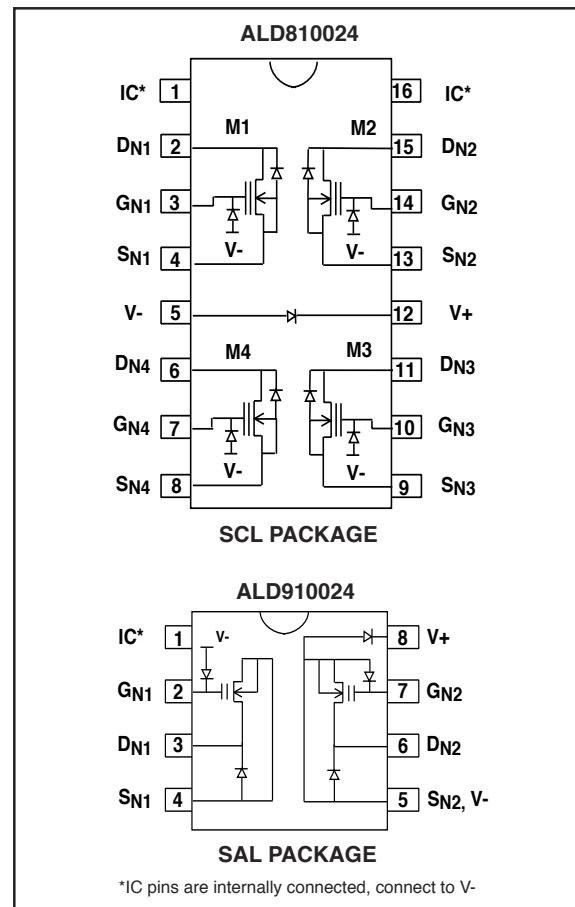 ALD810024
IC* 1 16 IC*
M1 M2
DN1 2 15 DN2
GN1 3 14 GN2
V- V-
SN1 4 13 SN2
V- 5 12 V+
M4 M3
DN4 6 11 DN3
GN4 7 10 GN3
V- V-
SN4 8 9 SN3
SCL PACKAGE
ALD910024
IC* 1 V- 8 V+
GN1 2 7 GN2
DN1 3 6 DN2
SN1 4 5 SN2, V-
SAL PACKAGE
*IC pins are internally connected, connect to V-